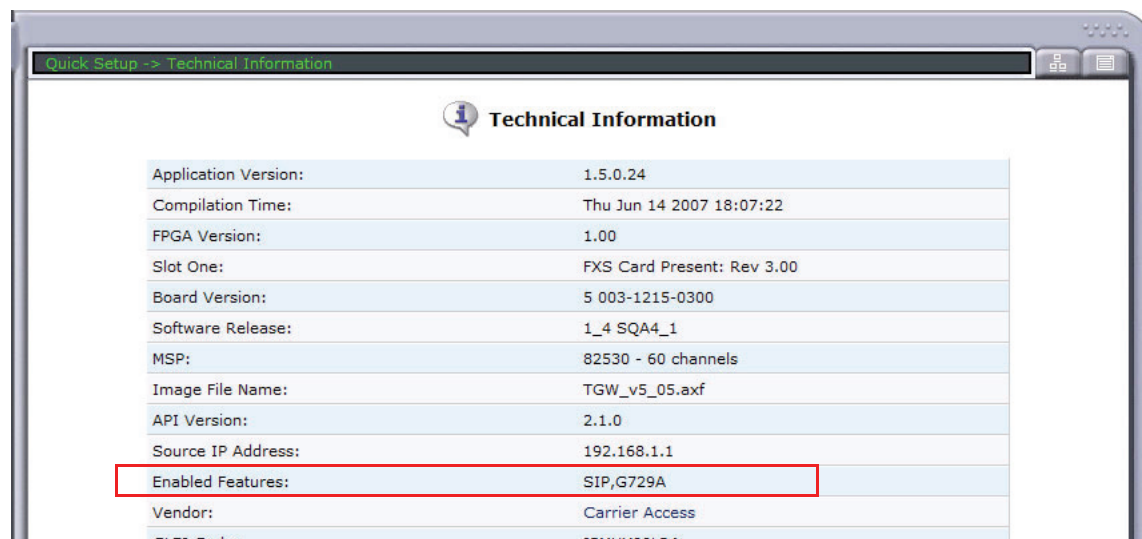 Quick Setup -> Technical Information
Technical Information
Application Version: 1.5.0.24
Compilation Time: Thu Jun 14 2007 18:07:22
FPGA Version: 1.00
Slot One: FXS Card Present: Rev 3.00
Board Version: 5 003-1215-0300
Software Release: 1_4 SQA4_1
MSP: 82530 - 60 channels
Image File Name: TGW_v5_05.axf
API Version: 2.1.0
Source IP Address: 192.168.1.1
Enabled Features: SIP,G729A
Vendor: Carrier Access